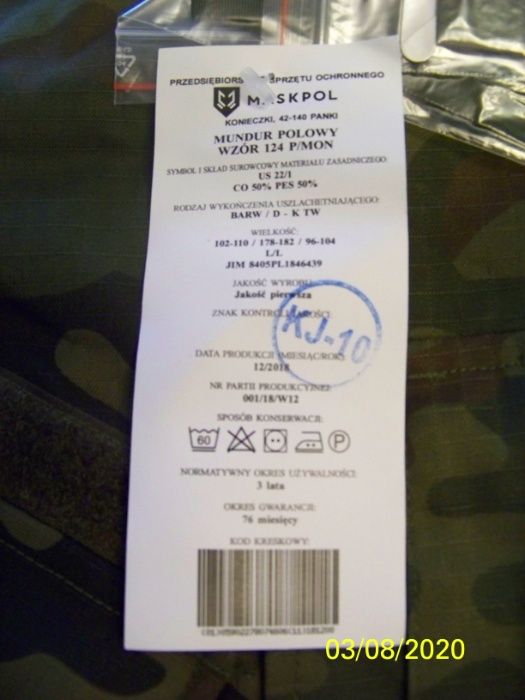 PRZEDSIĘBIORS SPRZĘTU OCHRONNEGO
MASKPOL
KONIECZKI, 42-140 PANKI
MUNDUR POLOWY
WZÓR 124 P/MON
SYMBOL I SKŁAD SUROWCOWY MATERIAŁU ZASADNICZEGO:
US 22/1
CO 50% PES 50%
RODZAJ WYKOŃCZENIA USZLACHETNIAJĄCEGO:
BARW / D - K TW
WIELKOŚĆ:
102-110 / 178-182 / 96-104
L/L
JIM 8405PL1846439
JAKOŚĆ WYROBU:
Jakość pierwsza
ZNAK KONTROLI JAKOŚCI:
KJ-10
DATA PRODUKCJI (MIESIĄC/ROK):
12/2018
NR PARTII PRODUKCYJNEJ:
001/18/W12
SPOSÓB KONSERWACJI:
60
P
NORMATYWNY OKRES UŻYWALNOŚCI:
3 lata
OKRES GWARANCJI:
76 miesięcy
KOD KRESKOWY:
03/08/2020